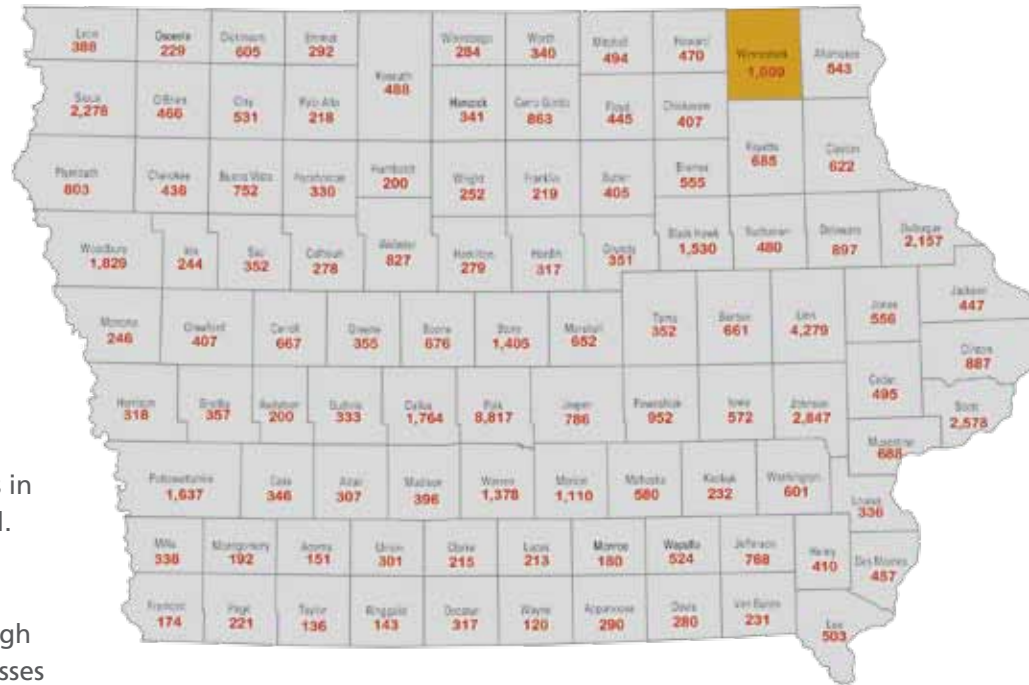 Lyon
388
Osceola
229
Dickinson
605
Emmet
292
Kossuth
488
Winnebago
284
Worth
340
Mitchell
494
Howard
470
Winneshiek
Allamakee
543
Sioux
2,278
O'Brien
466
Clay
531
Palo Alto
218
Hancock
341
Cerro Gordo
863
Floyd
445
Chickasaw
407
Fayette
685
Clayton
622
Plymouth
803
Cherokee
436
Buena Vista
752
Pocahontas
330
Humboldt
200
Wright
252
Franklin
219
Butler
405
Bremer
555
Woodbury
1,829
Ida
244
Sac
352
Calhoun
278
Webster
827
Hamilton
279
Hardin
317
Grundy
351
Black Hawk
1,530
Buchanan
480
Delaware
897
Dubuque
2,157
Monona
246
Crawford
407
Carroll
667
Greene
355
Boone
676
Story
1,405
Marshall
652
Tama
352
Benton
661
Linn
4,279
Jones
556
Jackson
447
Clinton
887
Harrison
318
Shelby
357
Audubon
200
Guthrie
333
Dallas
1,764
Polk
8,817
Jasper
786
Poweshiek
952
Iowa
572
Johnson
2,847
Cedar
495
Scott
2,578
Muscatine
688
Pottawattamie
1,637
Cass
346
Adair
307
Madison
396
Warren
1,378
Marion
1,110
Mahaska
580
Keokuk
232
Washington
601
Louisa
336
Mills
338
Montgomery
192
Adams
151
Union
301
Clarke
215
Lucas
213
Monroe
180
Wapello
524
Jefferson
768
Henry
410
Des Moines
457
Fremont
174
Page
221
Taylor
136
Ringgold
143
Decatur
317
Wayne
120
Appanoose
290
Davis
280
Van Buren
231
Lee
503
in
gh
sses